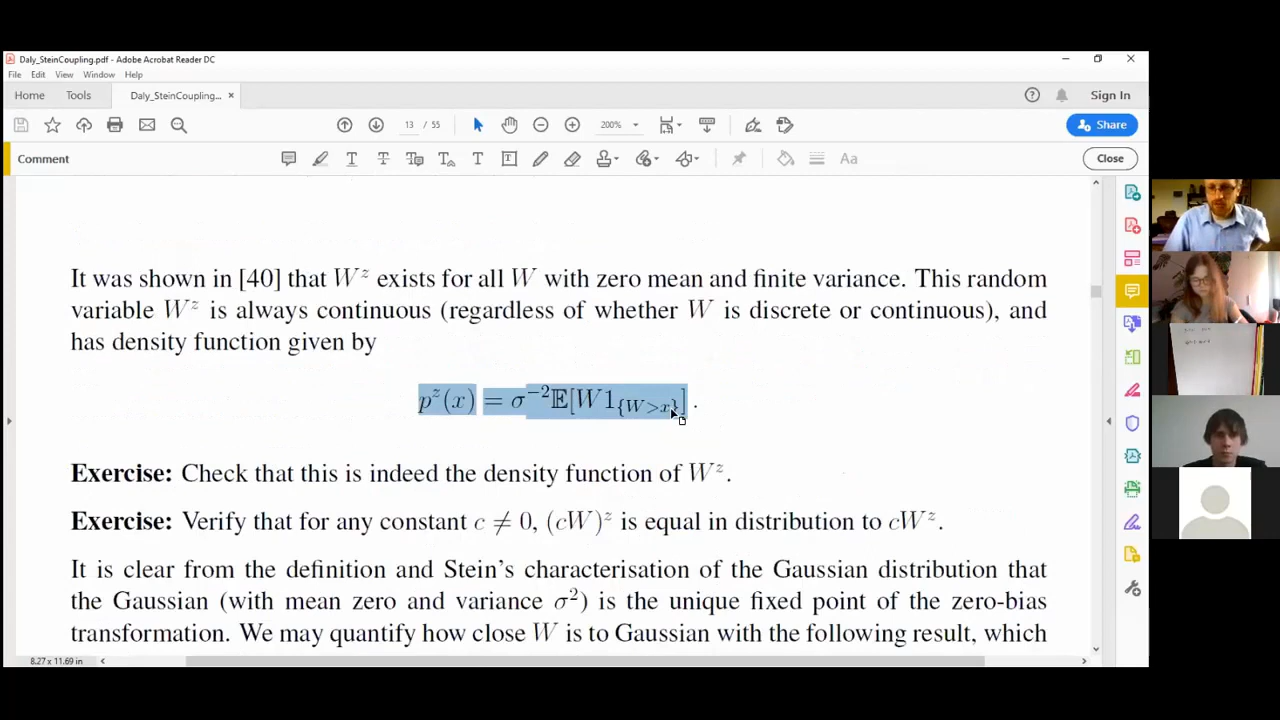 Daly_SteinCoupling.pdf - Adobe Acrobat Reader DC
File Edit View Window Help
Home Tools Daly_SteinCoupling... × Sign In
13 / 55 200% Share
Comment Close
It was shown in [40] that W^z exists for all W with zero mean and finite variance. This random
variable W^z is always continuous (regardless of whether W is discrete or continuous), and
has density function given by
p^z(x) = σ^{-2}𝔼[W1_{{W>x}}] .
Exercise: Check that this is indeed the density function of W^z.
Exercise: Verify that for any constant c ≠ 0, (cW)^z is equal in distribution to cW^z.
It is clear from the definition and Stein's characterisation of the Gaussian distribution that
the Gaussian (with mean zero and variance σ²) is the unique fixed point of the zero-bias
transformation. We may quantify how close W is to Gaussian with the following result, which
8.27 x 11.69 in